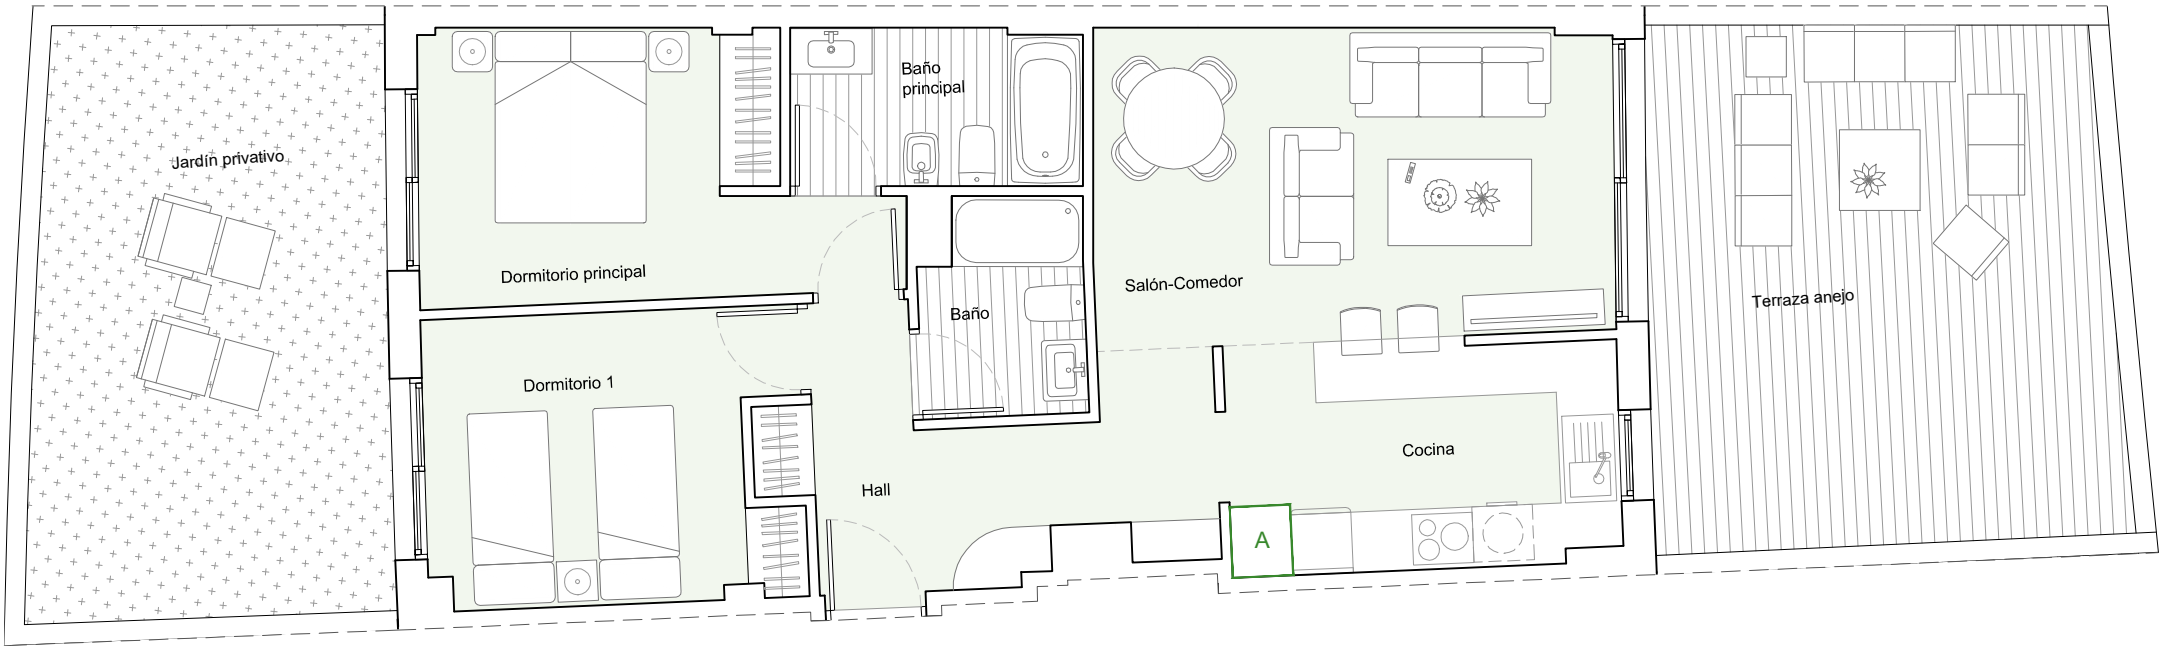 Jardín privativo
Dormitorio principal
Baño
principal
Salón-Comedor
Terraza anejo
Baño
Dormitorio 1
Hall
Cocina
A